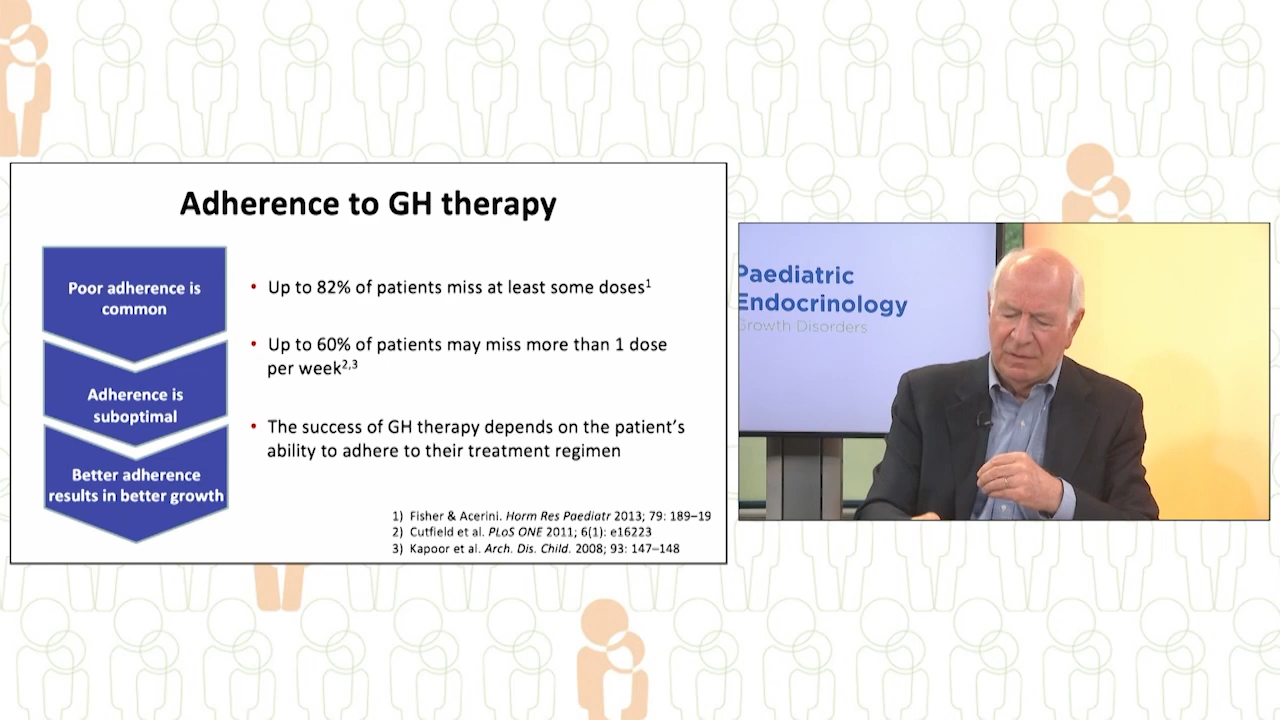 Adherence to GH therapy
Poor adherence is
common
Adherence is
suboptimal
Better adherence
results in better growth
• Up to 82% of patients miss at least some doses1
• Up to 60% of patients may miss more than 1 dose
per week2,3
• The success of GH therapy depends on the patient's
ability to adhere to their treatment regimen
1) Fisher & Acerini. Horm Res Paediatr 2013; 79: 189–19
2) Cutfield et al. PLoS ONE 2011; 6(1): e16223
3) Kapoor et al. Arch. Dis. Child. 2008; 93: 147–148
Paediatric
Endocrinology
Growth Disorders